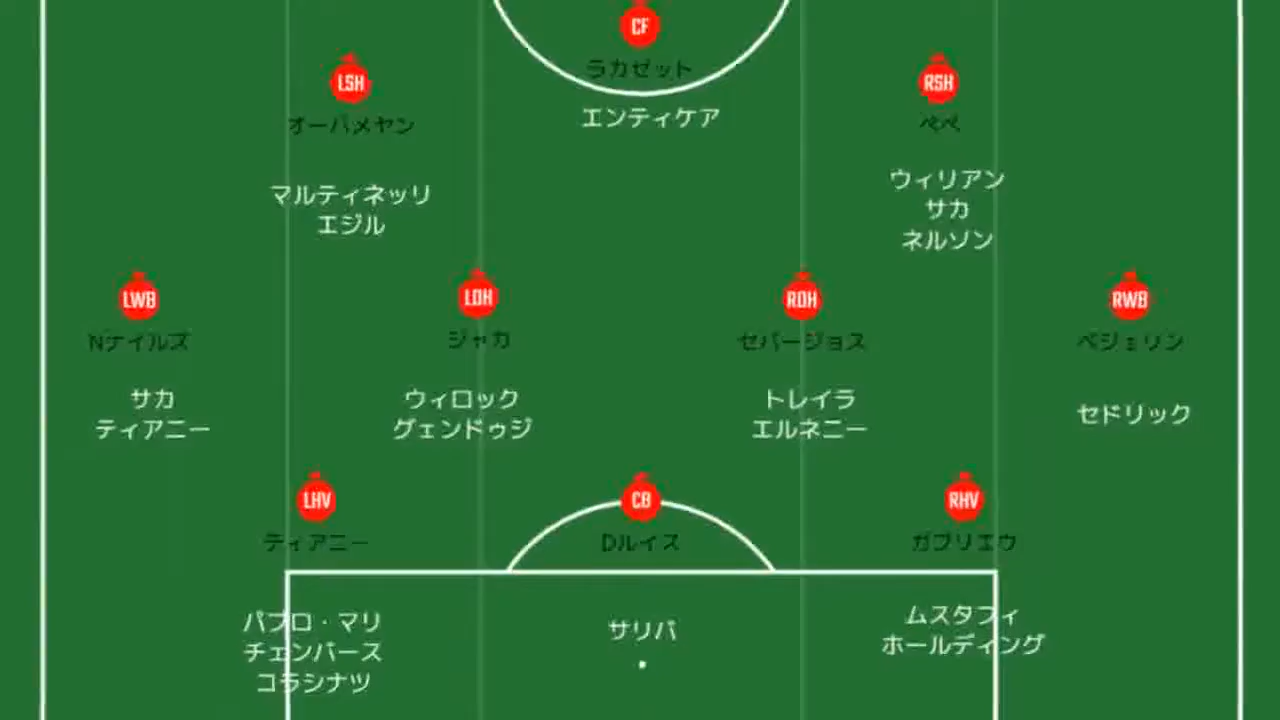 CF
ラカゼット
エンティケア
LSH
オーバメヤン
マルティネッリ
エジル
RSH
ペペ
ウィリアン
サカ
ネルソン
LWB
Nナイルズ
サカ
ティアニー
LDH
ジャカ
ウィロック
グェンドゥジ
RDH
セバージョス
トレイラ
エルネニー
RWB
ベジェリン
セドリック
LHV
ティアニー
パブロ・マリ
チェンバース
コラシナツ
CB
Dルイス
サリバ
RHV
ガブリエウ
ムスタフィ
ホールディング